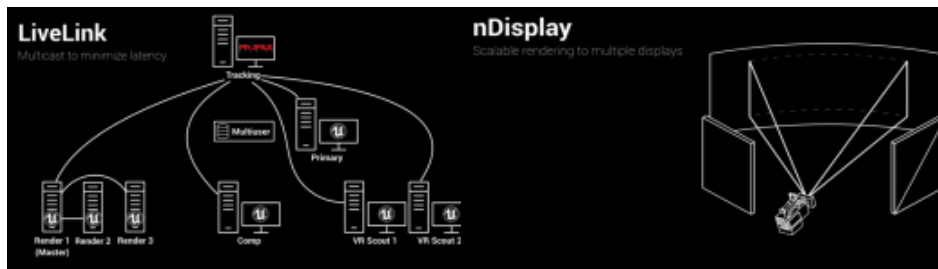 LiveLink
Multicast to minimize latency
Tracking
Multiuser
Primary
Render 1
(Master)
Render 2
Render 3
Comp
VR Scout 1
VR Scout 2
nDisplay
Scalable rendering to multiple displays